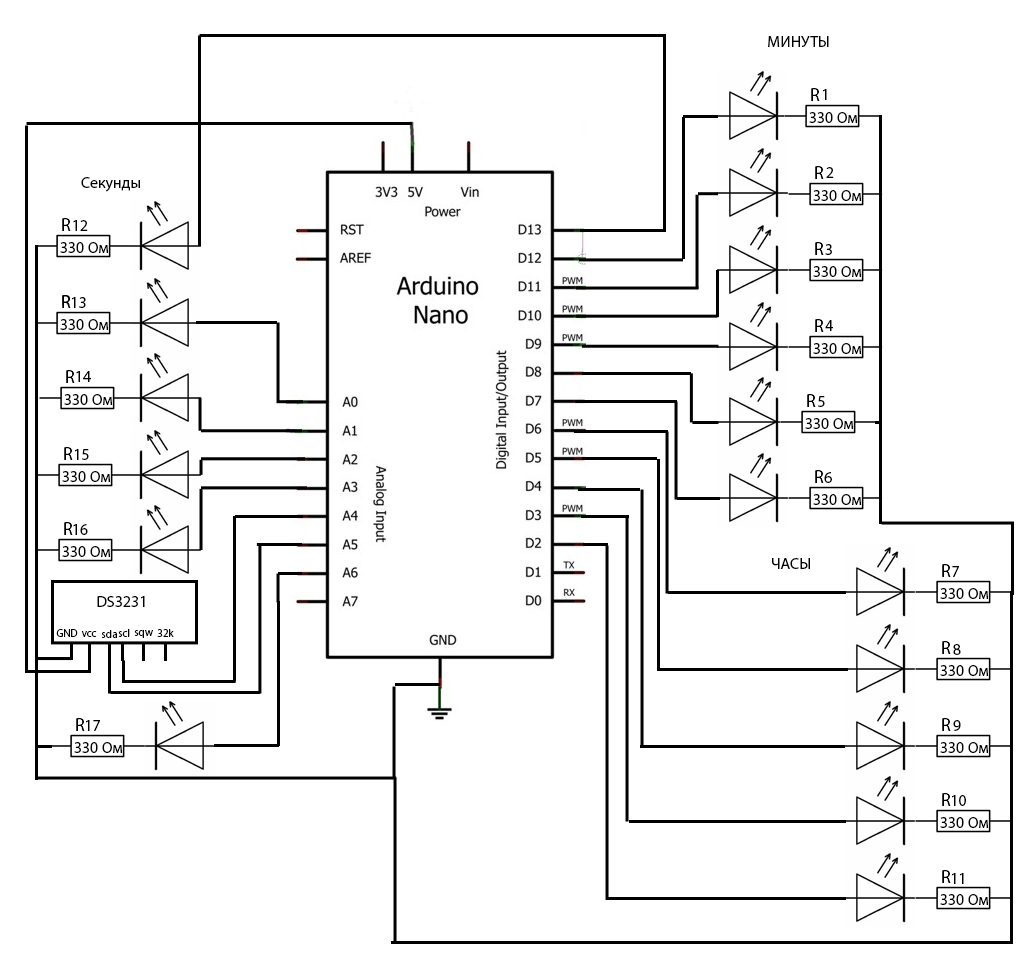 МИНУТЫ
R1
330 Ом
R2
330 Ом
R3
330 Ом
R4
330 Ом
R5
330 Ом
R6
330 Ом
Секунды
R12
330 Ом
R13
330 Ом
R14
330 Ом
R15
330 Ом
R16
330 Ом
DS3231
GND vcc sda scl sqw 32k
R17
330 Ом
3V3 5V Vin
Power
RST
AREF
Arduino
Nano
A0
A1
A2
A3
A4
A5
A6
A7
Analog Input
Digital Input/Output
D13
D12
D11 PWM
D10 PWM
D9 PWM
D8
D7
D6 PWM
D5 PWM
D4
D3 PWM
D2
D1 TX
D0 RX
GND
ЧАСЫ
R7
330 Ом
R8
330 Ом
R9
330 Ом
R10
330 Ом
R11
330 Ом